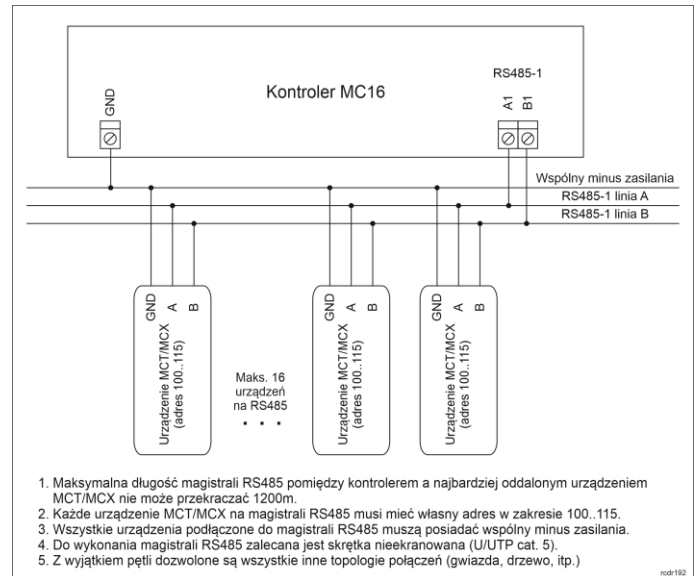 RS485-1
Kontroler MC16
GND
A1
B1
Wspólny minus zasilania
RS485-1 linia A
RS485-1 linia B
GND
A
B
Urządzenie MCT/MCX
(adres 100..115)
Maks. 16
urządzeń
na RS485
. . .
GND
A
B
Urządzenie MCT/MCX
(adres 100..115)
GND
A
B
Urządzenie MCT/MCX
(adres 100..115)
1. Maksymalna długość magistrali RS485 pomiędzy kontrolerem a najbardziej oddalonym urządzeniem
MCT/MCX nie może przekraczać 1200m.
2. Każde urządzenie MCT/MCX na magistrali RS485 musi mieć własny adres w zakresie 100..115.
3. Wszystkie urządzenia podłączone do magistrali RS485 muszą posiadać wspólny minus zasilania.
4. Do wykonania magistrali RS485 zalecana jest skrętka nieekranowana (U/UTP cat. 5).
5. Z wyjątkiem pętli dozwolone są wszystkie inne topologie połączeń (gwiazda, drzewo, itp.)
rcdr192